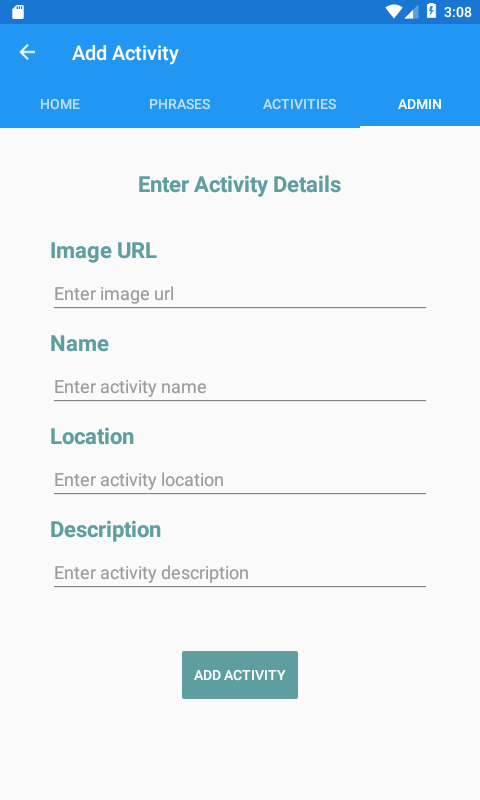 3:08
Add Activity
HOME PHRASES ACTIVITIES ADMIN
Enter Activity Details
Image URL
Enter image url
Name
Enter activity name
Location
Enter activity location
Description
Enter activity description
ADD ACTIVITY